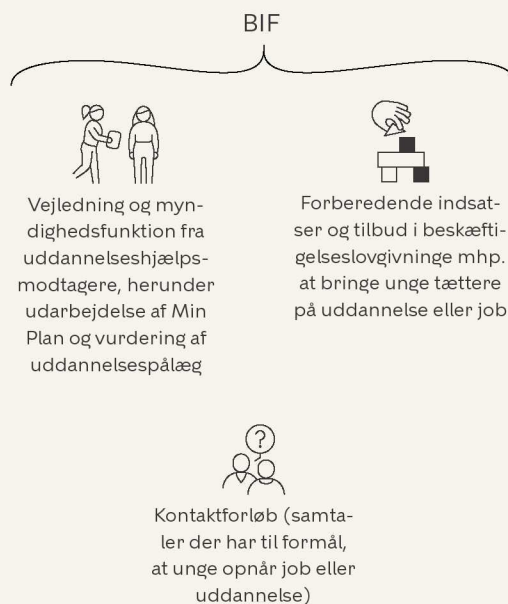 BIF
Vejledning og myn-
dighedsfunktion fra
uddannelseshjælps-
modtagere, herunder
udarbejdelse af Min
Plan og vurdering af
uddannelsespålæg
Forberedende indsat-
ser og tilbud i beskæfti-
gelseslovgivninge mhp.
at bringe unge tættere
på uddannelse eller job
?
Kontaktforløb (samta-
ler der har til formål,
at unge opnår job eller
uddannelse)